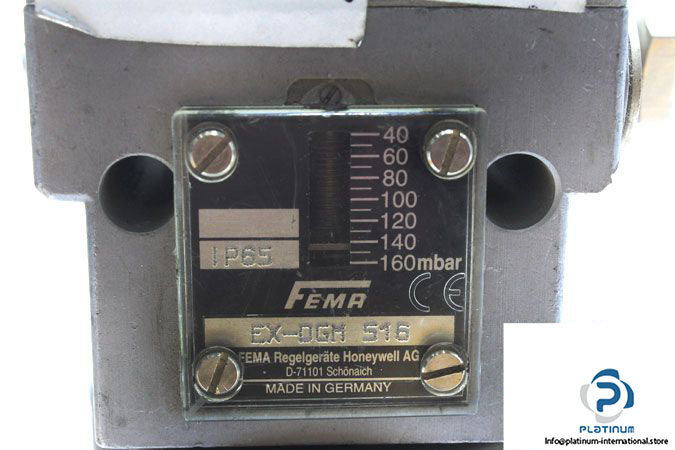 40
60
80
100
120
140
160mbar
IP65
FEMA
CE
EX-DGM 516
FEMA Regelgeräte Honeywell AG
D-71101 Schönaich
MADE IN GERMANY
PLATINUM
Info@platinum-international.store